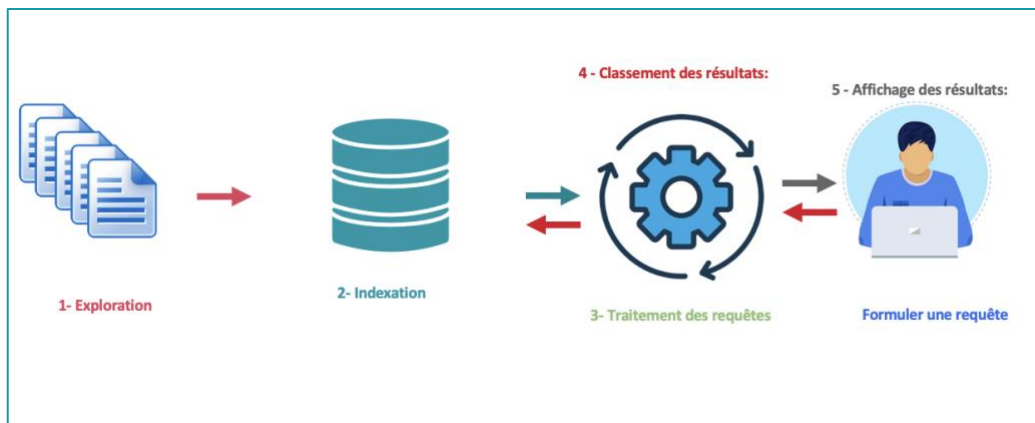 4 - Classement des résultats:
5 - Affichage des résultats:
1- Exploration
2- Indexation
3- Traitement des requêtes
Formuler une requête